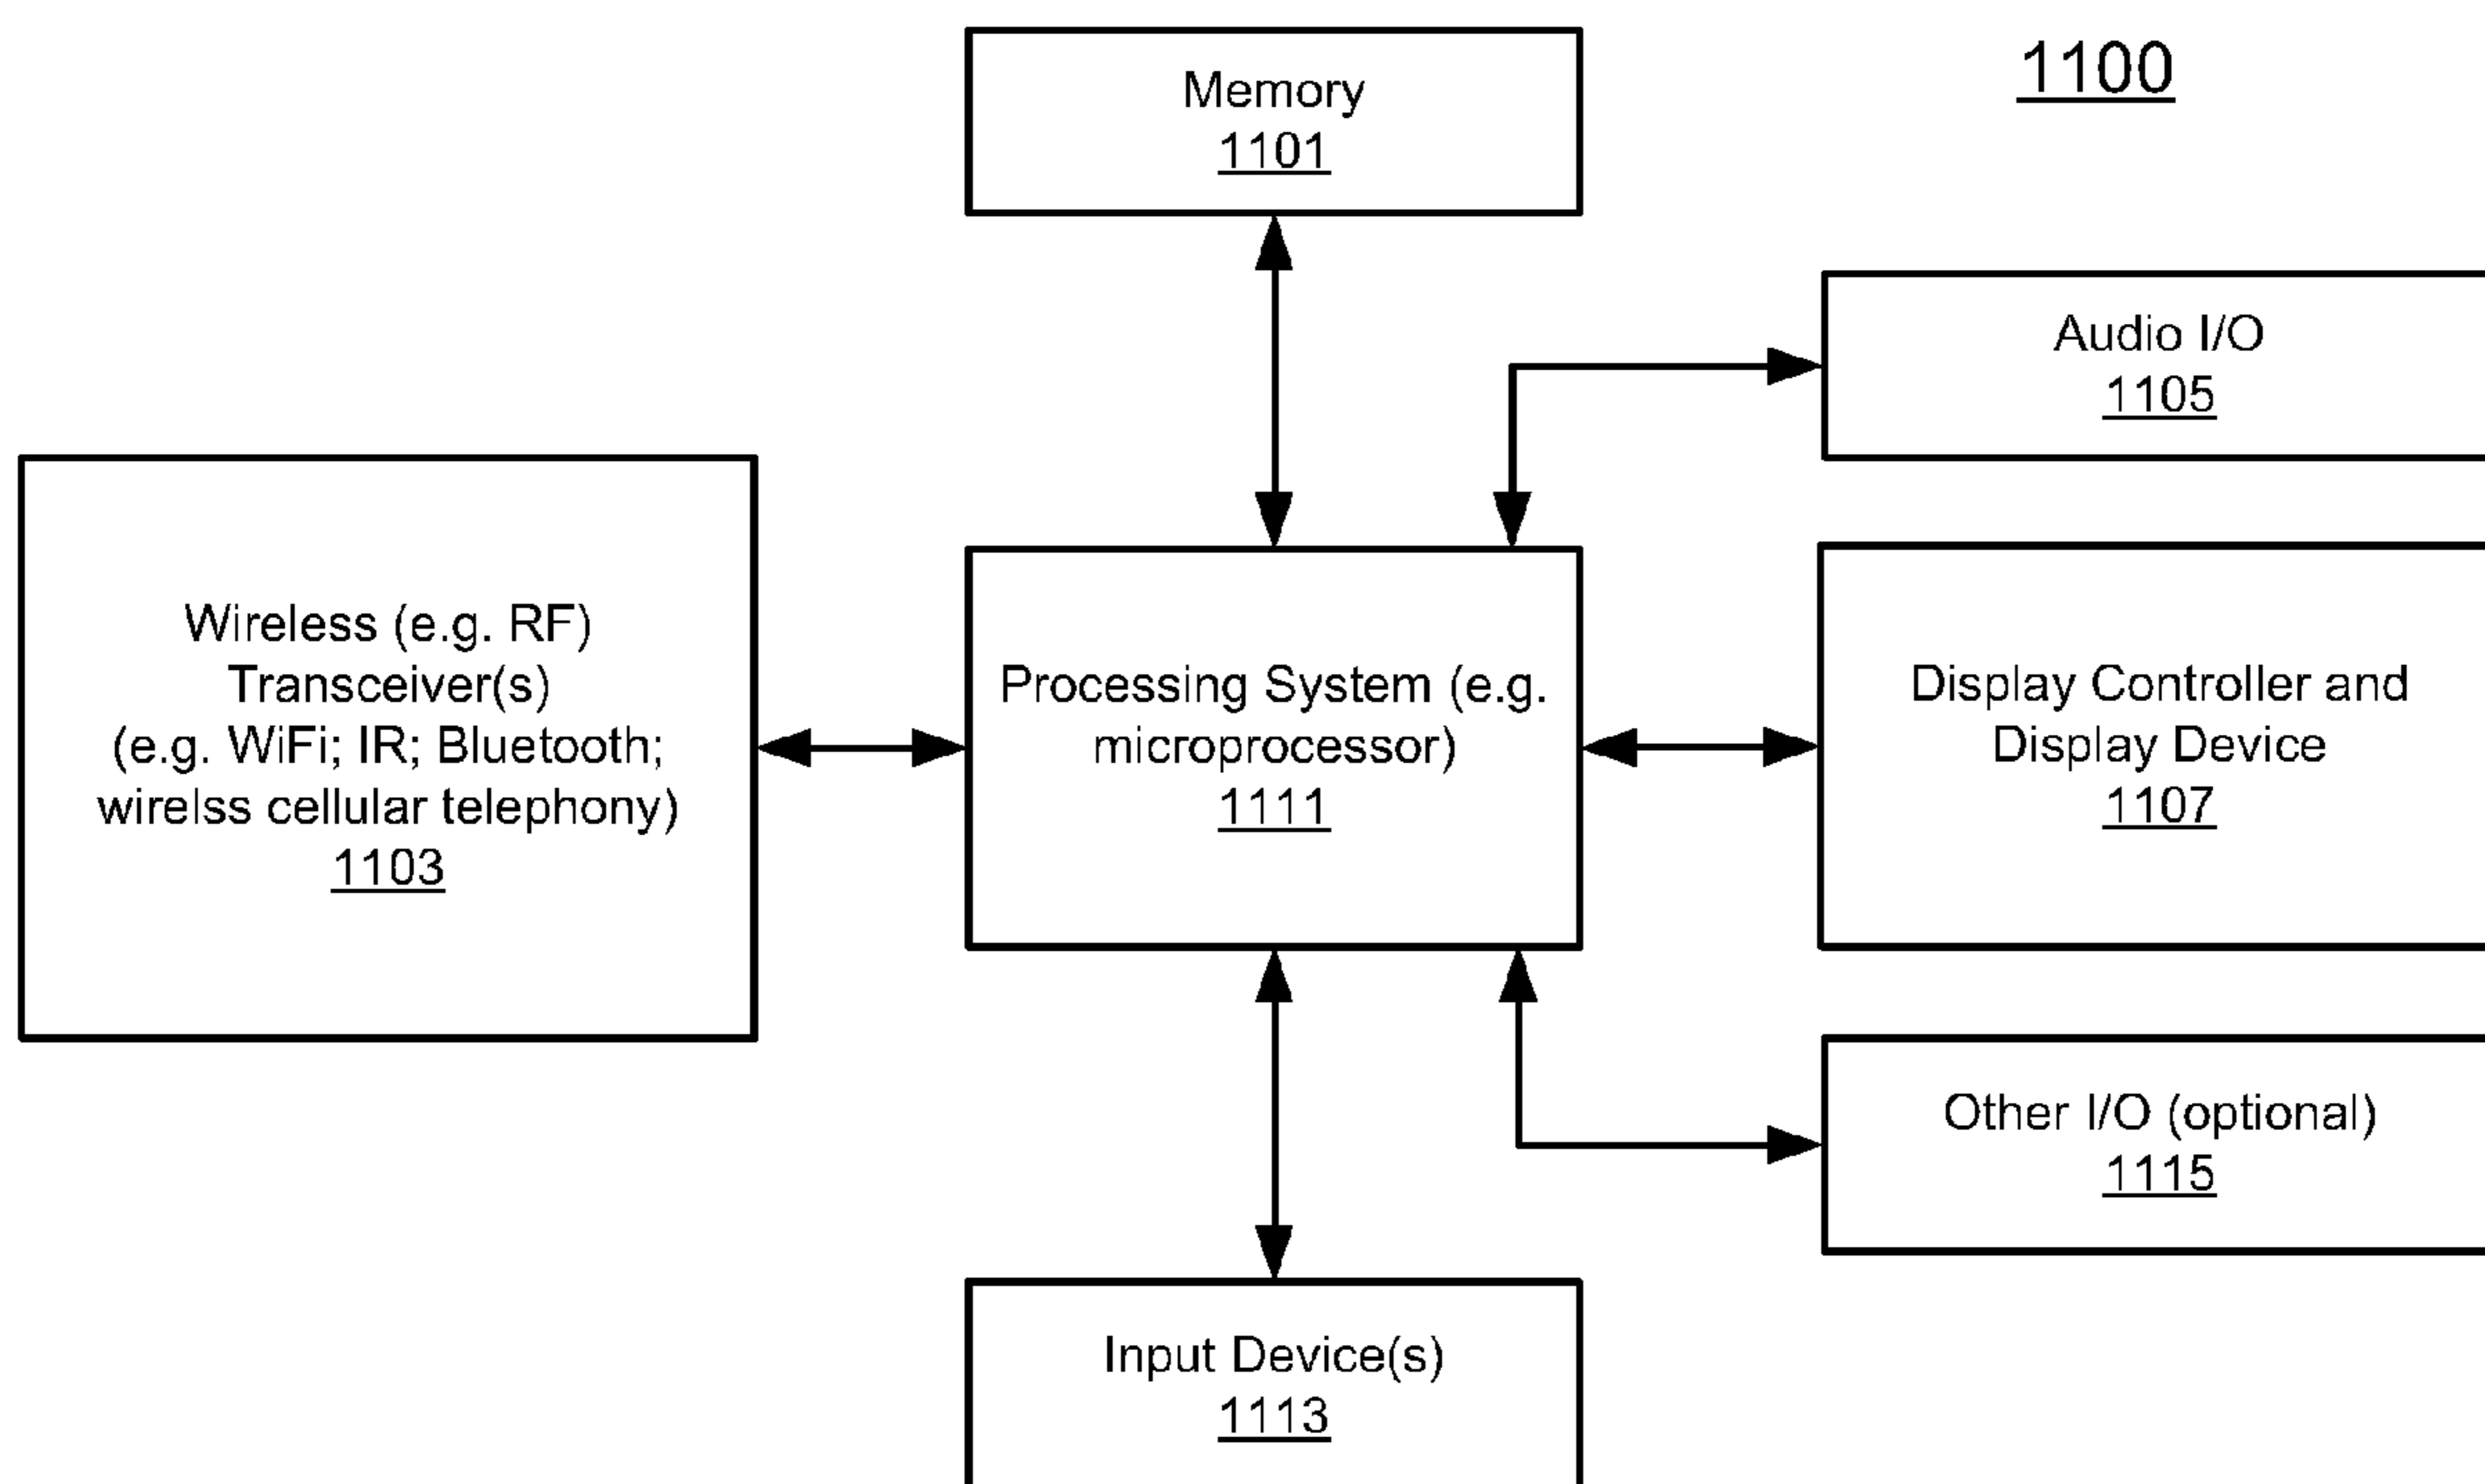 Memory
1101
1100
Audio I/O
1105
Wireless (e.g. RF)
Transceiver(s)
(e.g. WiFi; IR; Bluetooth;
wirelss cellular telephony)
1103
Processing System (e.g.
microprocessor)
1111
Display Controller and
Display Device
1107
Other I/O (optional)
1115
Input Device(s)
1113